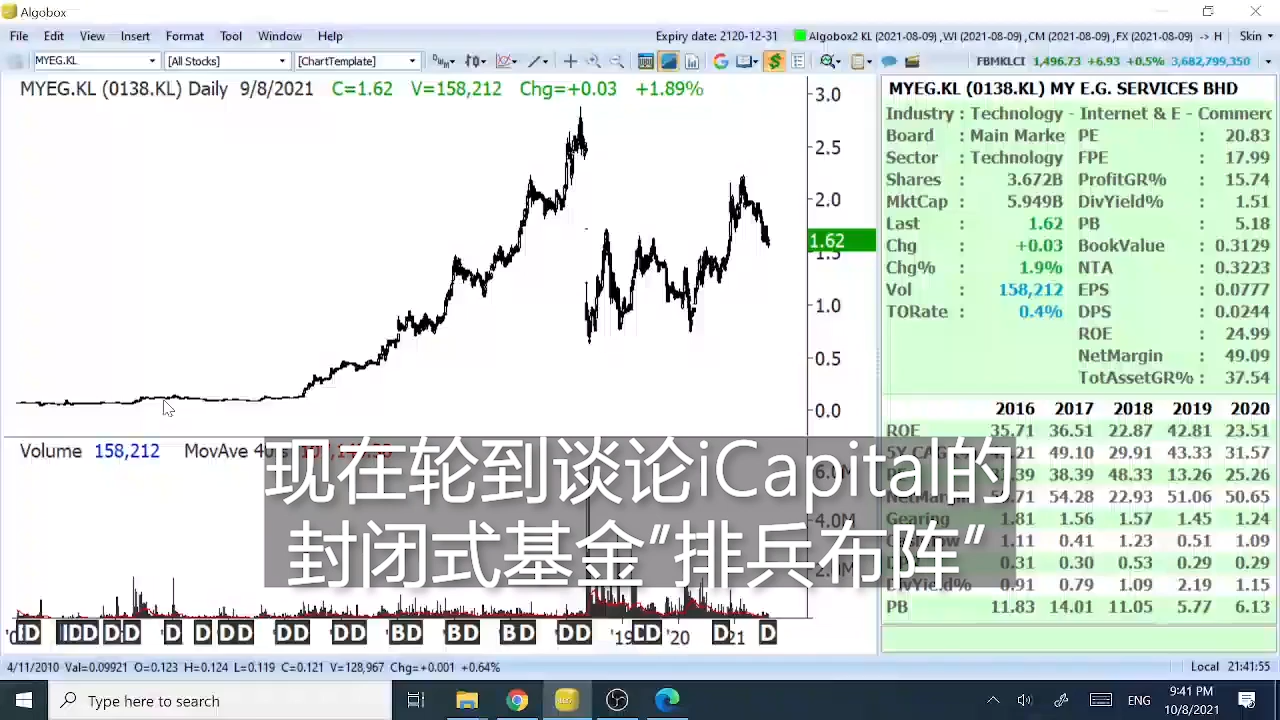 Algobox
File Edit View Insert Format Tool Window Help Expiry date: 2120-12-31 Algobox2 KL (2021-08-09) ,WI (2021-08-09) ,CM (2021-08-09) ,FX (2021-08-09) -> H Skin
MYEG.KL [All Stocks] [ChartTemplate] FBMKLCI 1,496.73 +6.93 +0.5% 3,682,799,350
MYEG.KL (0138.KL) Daily 9/8/2021 C=1.62 V=158,212 Chg=+0.03 +1.89%
3.0
2.5
2.0
1.62
1.5
1.0
0.5
0.0
MYEG.KL (0138.KL) MY E.G. SERVICES BHD
Industry : Technology - Internet & E - Commerc
Board : Main Marke PE : 20.83
Sector : Technology FPE : 17.99
Shares : 3.672B ProfitGR% : 15.74
MktCap : 5.949B DivYield% : 1.51
Last : 1.62 PB : 5.18
Chg : +0.03 BookValue : 0.3129
Chg% : 1.9% NTA : 0.3223
Vol : 158,212 EPS : 0.0777
TORate : 0.4% DPS : 0.0244
ROE : 24.99
NetMargin : 49.09
TotAssetGR% : 37.54
2016 2017 2018 2019 2020
ROE 35.71 36.51 22.87 42.81 23.51
49.10 29.91 43.33 31.57
38.39 48.33 13.26 25.26
NetMargin 54.28 22.93 51.06 50.65
Gearing 1.81 1.56 1.57 1.45 1.24
1.11 0.41 1.23 0.51 1.09
0.31 0.30 0.53 0.29 0.29
DivYield% 0.91 0.79 1.09 2.19 1.15
PB 11.83 14.01 11.05 5.77 6.13
Volume 158,212 MovAve
6.0M
4.0M
2.0M
现在轮到谈论iCapital的
封闭式基金"排兵布阵"
D DD D D D D D D D D D D D B D B D B D D D '19 D '20 D '21 D
4/11/2010 Val=0.09921 O=0.123 H=0.124 L=0.119 C=0.121 V=128,967 Chg=+0.001 +0.64% Local 21:41:55
Type here to search ENG 9:41 PM
10/8/2021